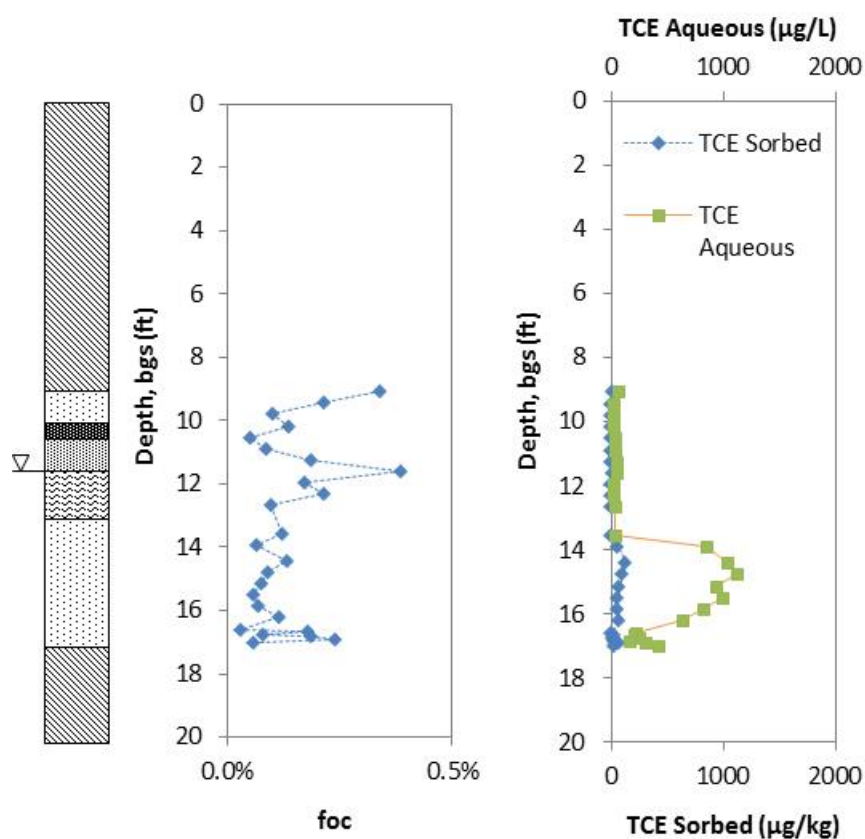 TCE Aqueous (µg/L)
0 1000 2000
0
2
4
6
8
10
12
14
16
18
20
Depth, bgs (ft)
0.0% 0.5%
foc
0
2
4
6
8
10
12
14
16
18
20
Depth, bgs (ft)
TCE Sorbed
TCE
Aqueous
0 1000 2000
TCE Sorbed (µg/kg)